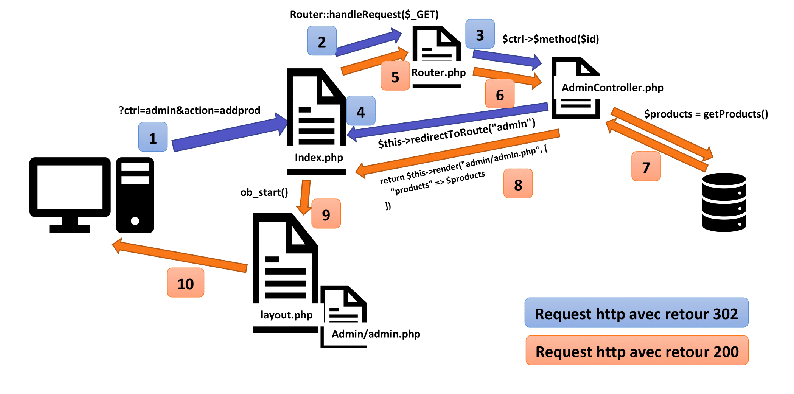 Router::handleRequest($_GET)
2
3
$ctrl->$method($id)
5
Router.php
6
AdminController.php
?ctrl=admin&action=addprod
1
4
$products = getProducts()
$this->redirectToRoute("admin")
Index.php
7
return $this->render("admin/admin.php", [
"products" => $products
])
8
ob_start()
9
10
layout.php
Admin/admin.php
Request http avec retour 302
Request http avec retour 200